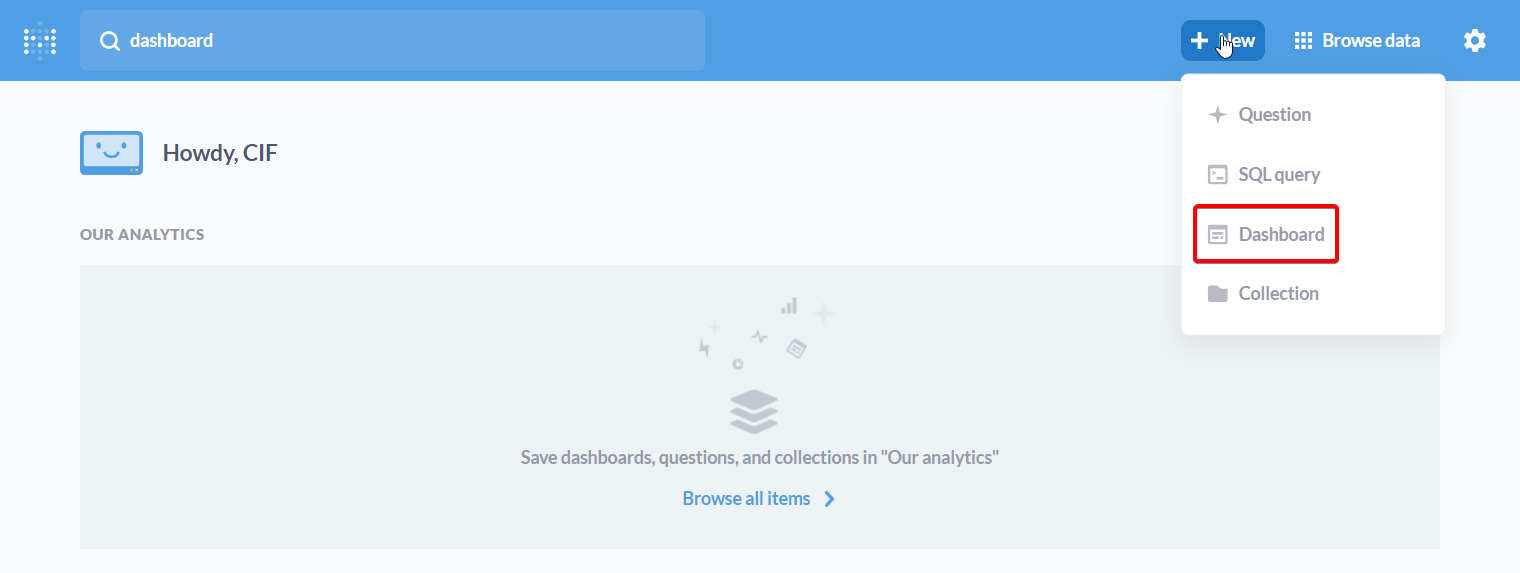 dashboard
New
Browse data
Question
Howdy, CIF
SQL query
OUR ANALYTICS
Dashboard
Collection
Save dashboards, questions, and collections in "Our analytics"
Browse all items